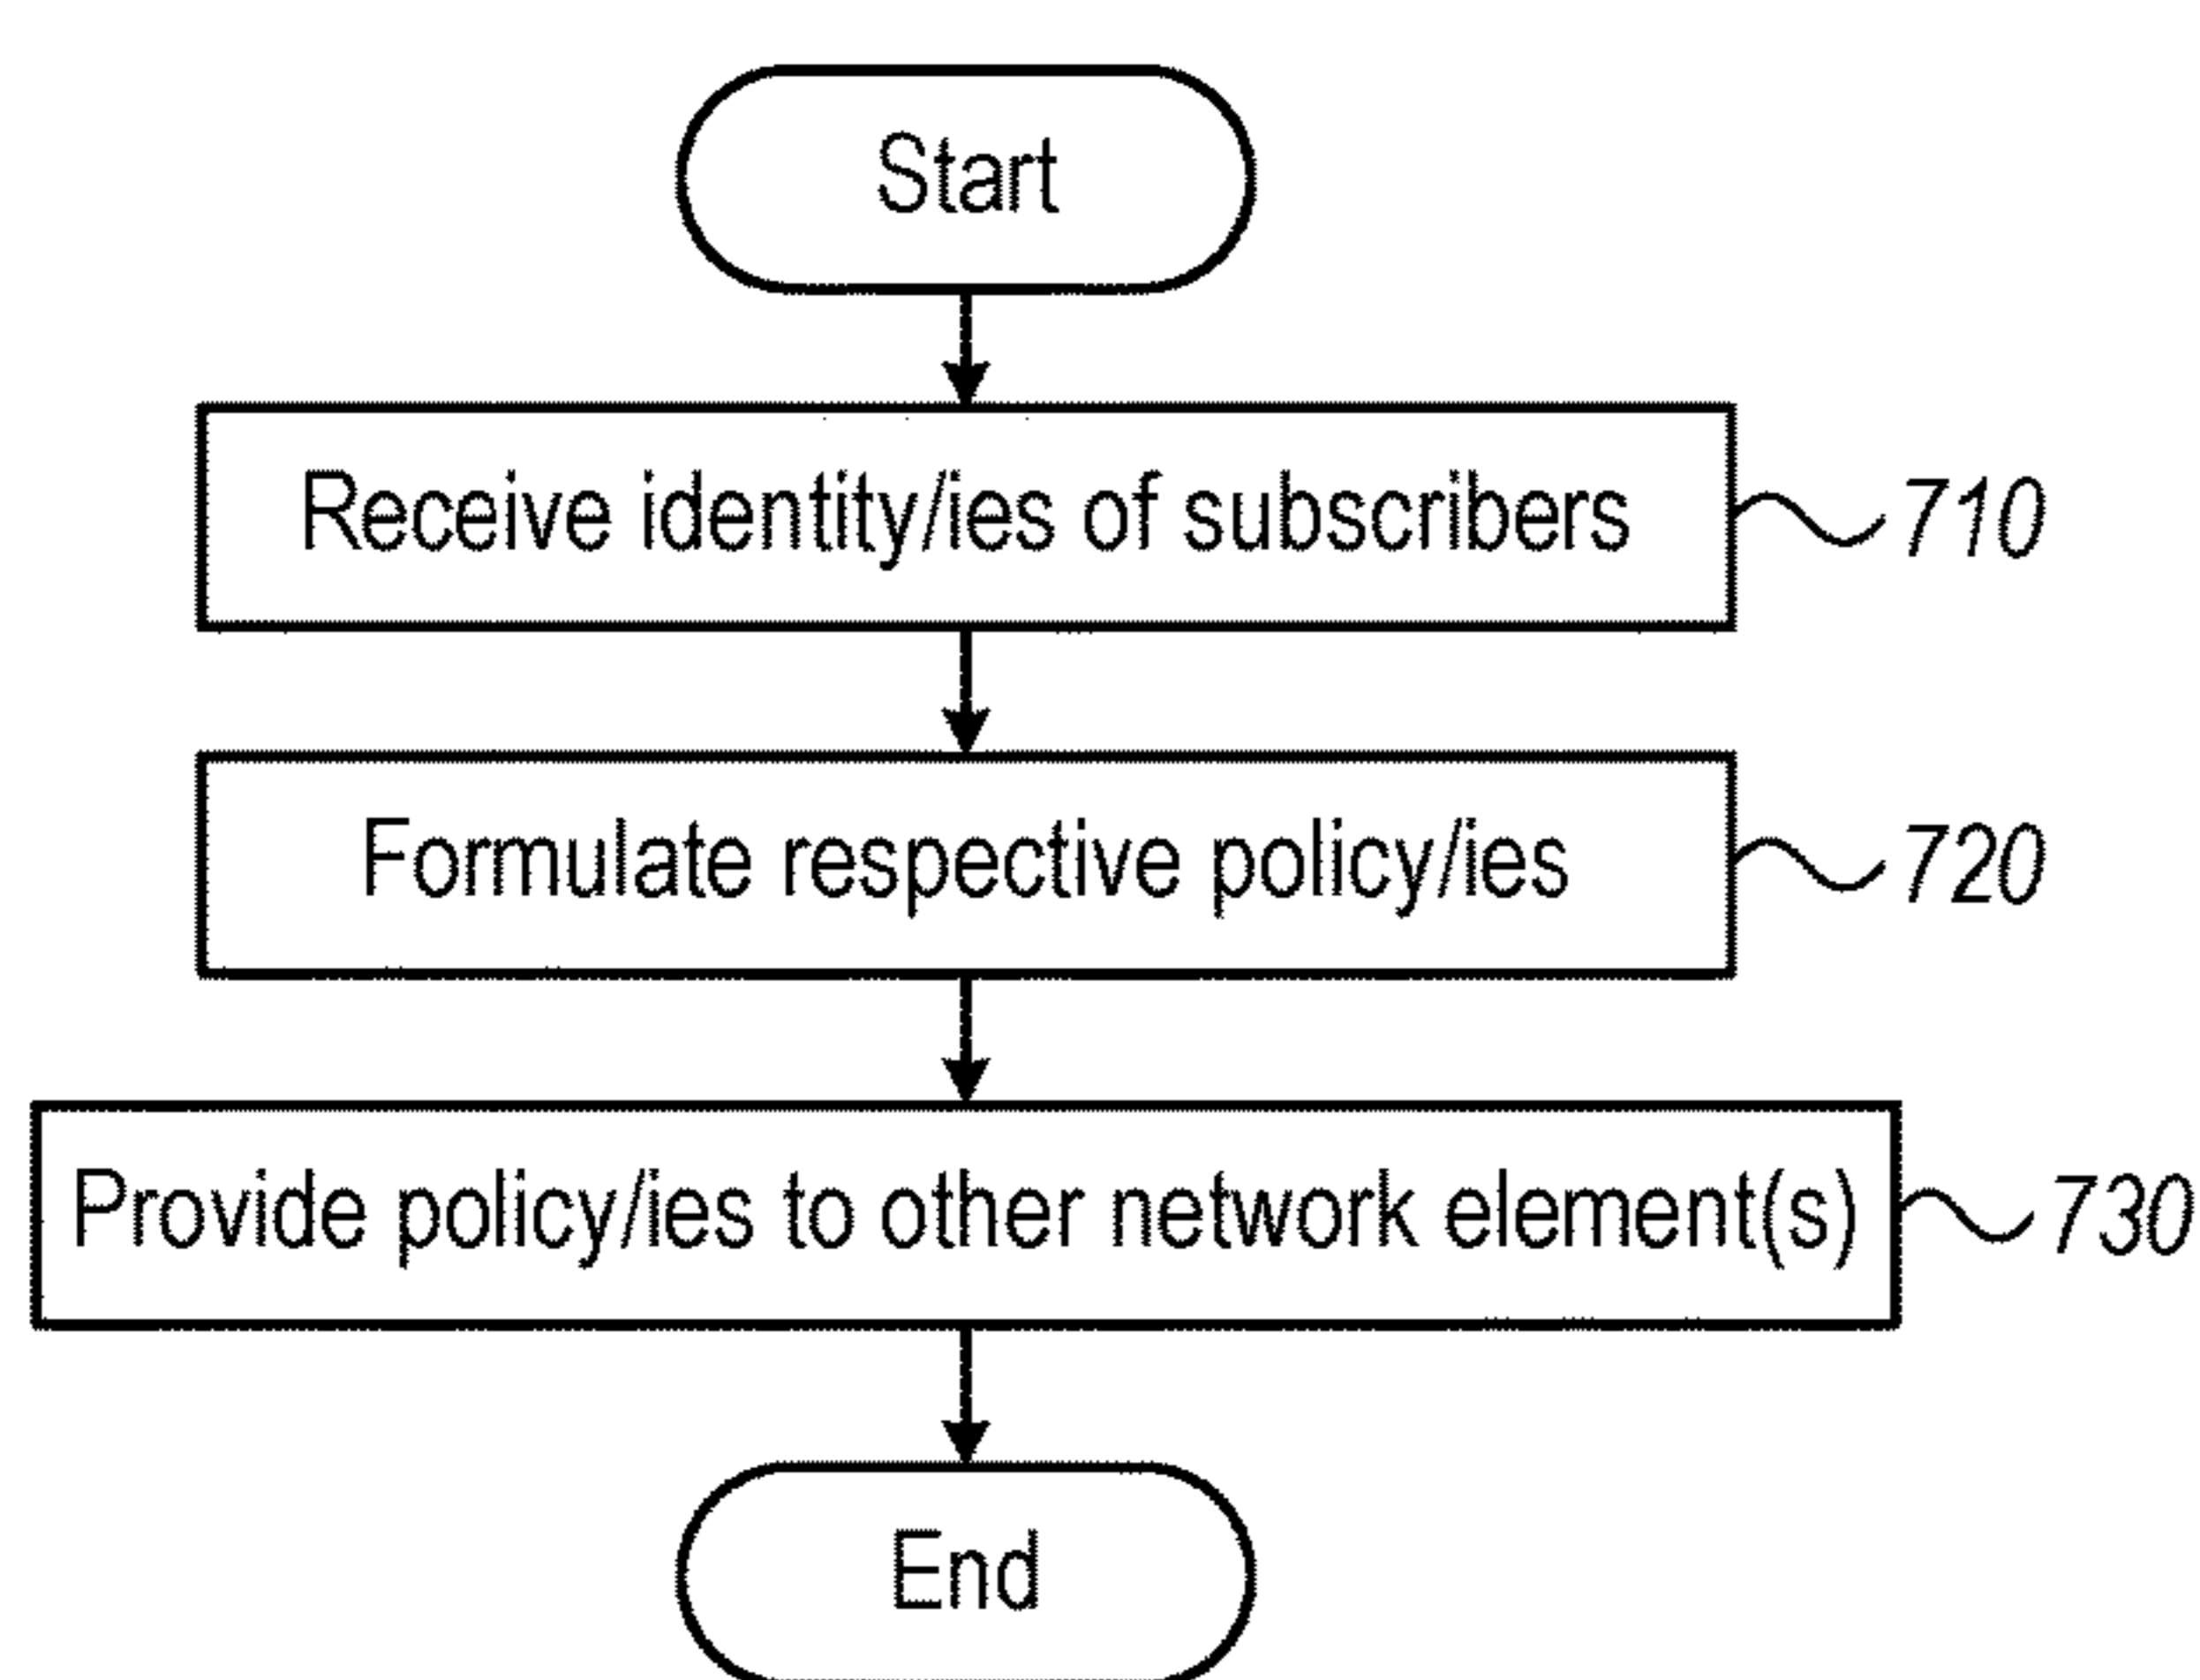 Start
Receive identity/ies of subscribers
710
Formulate respective policy/ies
720
Provide policy/ies to other network element(s)
730
End